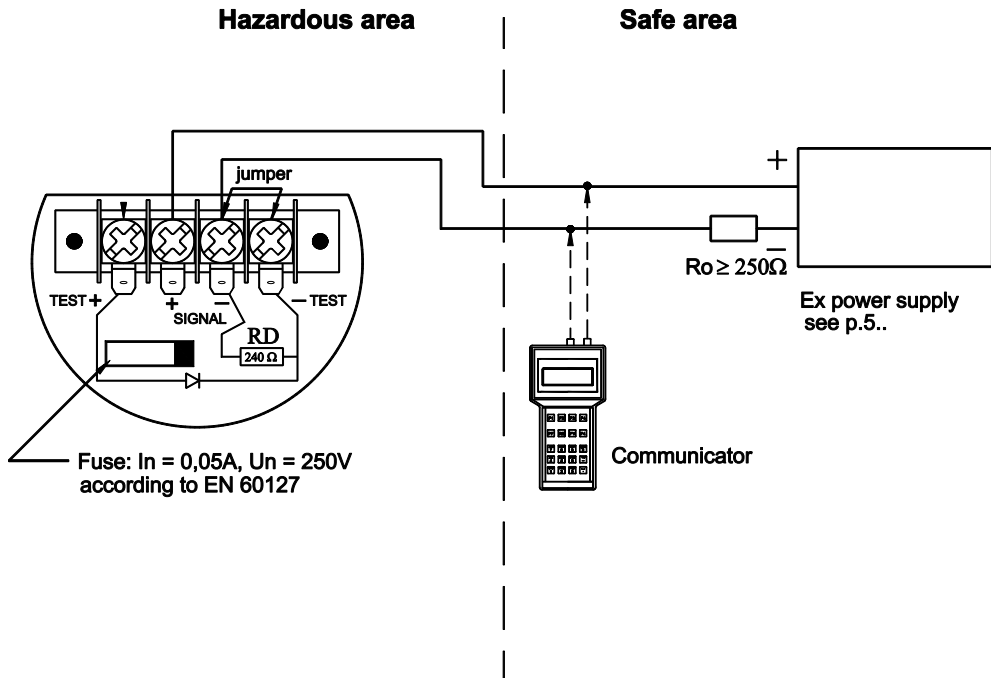 Hazardous area
Safe area
jumper
+
TEST +
+
SIGNAL
−
− TEST
RD
240 Ω
−
Ro ≥ 250Ω
Ex power supply
see p.5..
Communicator
Fuse: In = 0,05A, Un = 250V
according to EN 60127